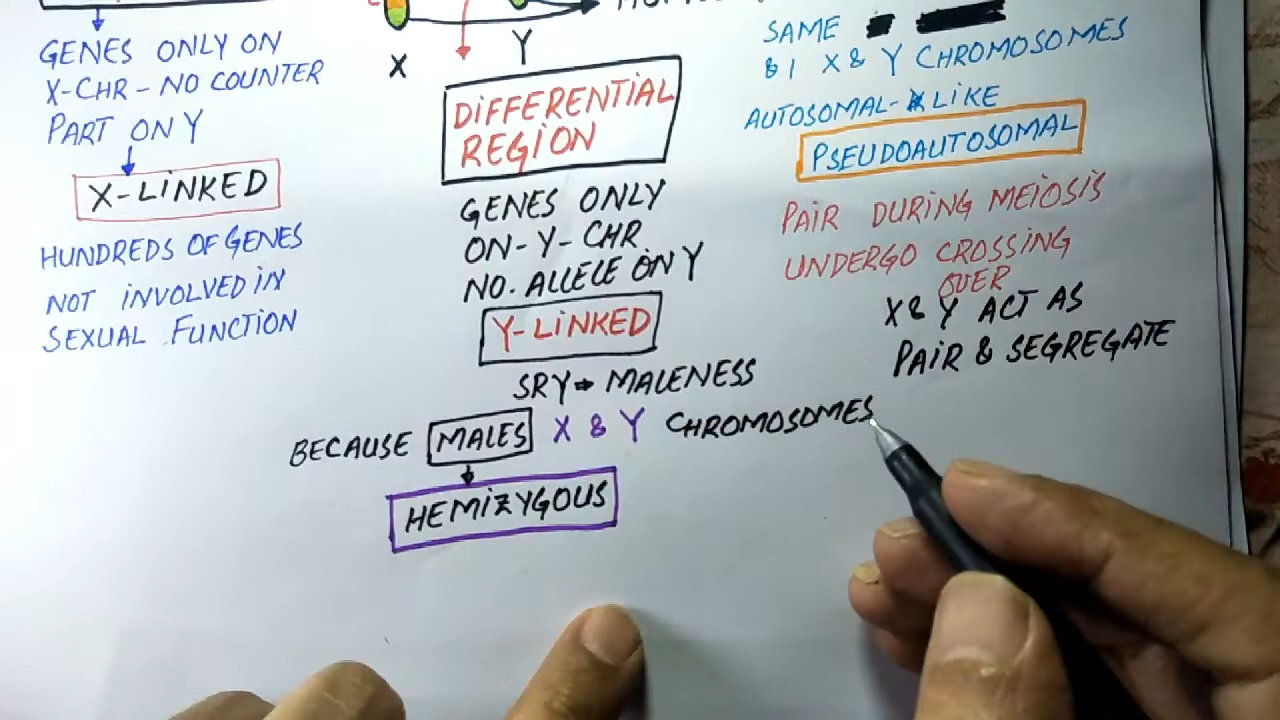 GENES ONLY ON
X-CHR - NO COUNTER
PART ON Y
X-LINKED
HUNDREDS OF GENES
NOT INVOLVED IN
SEXUAL FUNCTION
X
Y
DIFFERENTIAL
REGION
GENES ONLY
ON-Y-CHR
NO. ALLELE ON Y
Y-LINKED
SRY → MALENESS
SAME
& | X & Y CHROMOSOMES
AUTOSOMAL- LIKE
PSEUDOAUTOSOMAL
PAIR DURING MEIOSIS
UNDERGO CROSSING
OVER
X & Y ACT AS
PAIR & SEGREGATE
BECAUSE MALES X & Y CHROMOSOMES
HEMIZYGOUS